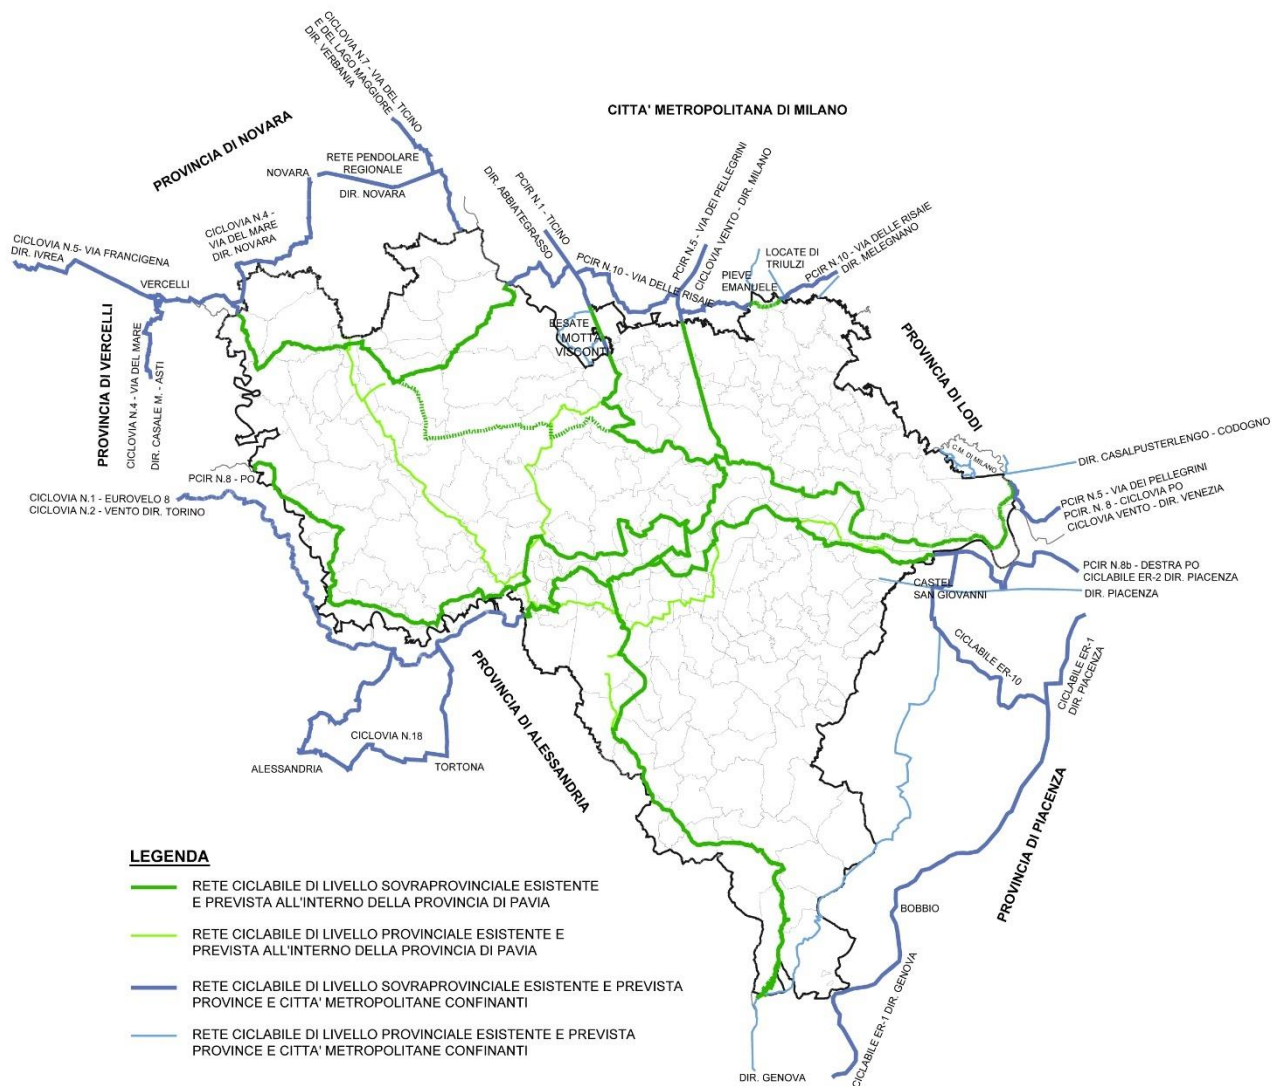 CICLOVIA N.7 - VIA DEL TICINO
E DEL LAGO MAGGIORE
DIR. VERBANIA
CITTA' METROPOLITANA DI MILANO
PROVINCIA DI NOVARA
RETE PENDOLARE
REGIONALE
NOVARA
DIR. NOVARA
DIR. ABBIATEGRASSO
PCIR N.1 - TICINO
PCIR N.5 - VIA DEI PELLEGRINI
CICLOVIA VENTO - DIR. MILANO
CICLOVIA N.4 -
VIA DEL MARE
DIR. NOVARA
CICLOVIA N.5- VIA FRANCIGENA
DIR. IVREA
VERCELLI
PCIR N.10 - VIA DELLE RISAIE
PIEVE
EMANUELE
LOCATE DI
TRIULZI
PCIR N.10 - VIA DELLE RISAIE
DIR. MELEGNANO
BESATE
MOTTA
VISCONTI
PROVINCIA DI VERCELLI
CICLOVIA N.4 - VIA DEL MARE
DIR. CASALE M. - ASTI
PROVINCIA DI LODI
C.M. DI MILANO
DIR. CASALPUSTERLENGO - CODOGNO
PCIR N.8 - PO
CICLOVIA N.1 - EUROVELO 8
CICLOVIA N.2 - VENTO DIR. TORINO
PCIR N.5 - VIA DEI PELLEGRINI
PCIR. N. 8 - CICLOVIA PO
CICLOVIA VENTO - DIR. VENEZIA
PCIR N.8b - DESTRA PO
CICLABILE ER-2 DIR. PIACENZA
DIR. PIACENZA
CASTEL
SAN GIOVANNI
CICLABILE ER-10
CICLABILE ER-1
DIR. PIACENZA
PROVINCIA DI ALESSANDRIA
CICLOVIA N.18
ALESSANDRIA
TORTONA
PROVINCIA DI PIACENZA
BOBBIO
CICLABILE ER-1 DIR. GENOVA
DIR. GENOVA
LEGENDA
RETE CICLABILE DI LIVELLO SOVRAPROVINCIALE ESISTENTE
E PREVISTA ALL'INTERNO DELLA PROVINCIA DI PAVIA
RETE CICLABILE DI LIVELLO PROVINCIALE ESISTENTE E
PREVISTA ALL'INTERNO DELLA PROVINCIA DI PAVIA
RETE CICLABILE DI LIVELLO SOVRAPROVINCIALE ESISTENTE E PREVISTA
PROVINCE E CITTA' METROPOLITANE CONFINANTI
RETE CICLABILE DI LIVELLO PROVINCIALE ESISTENTE E PREVISTA
PROVINCE E CITTA' METROPOLITANE CONFINANTI